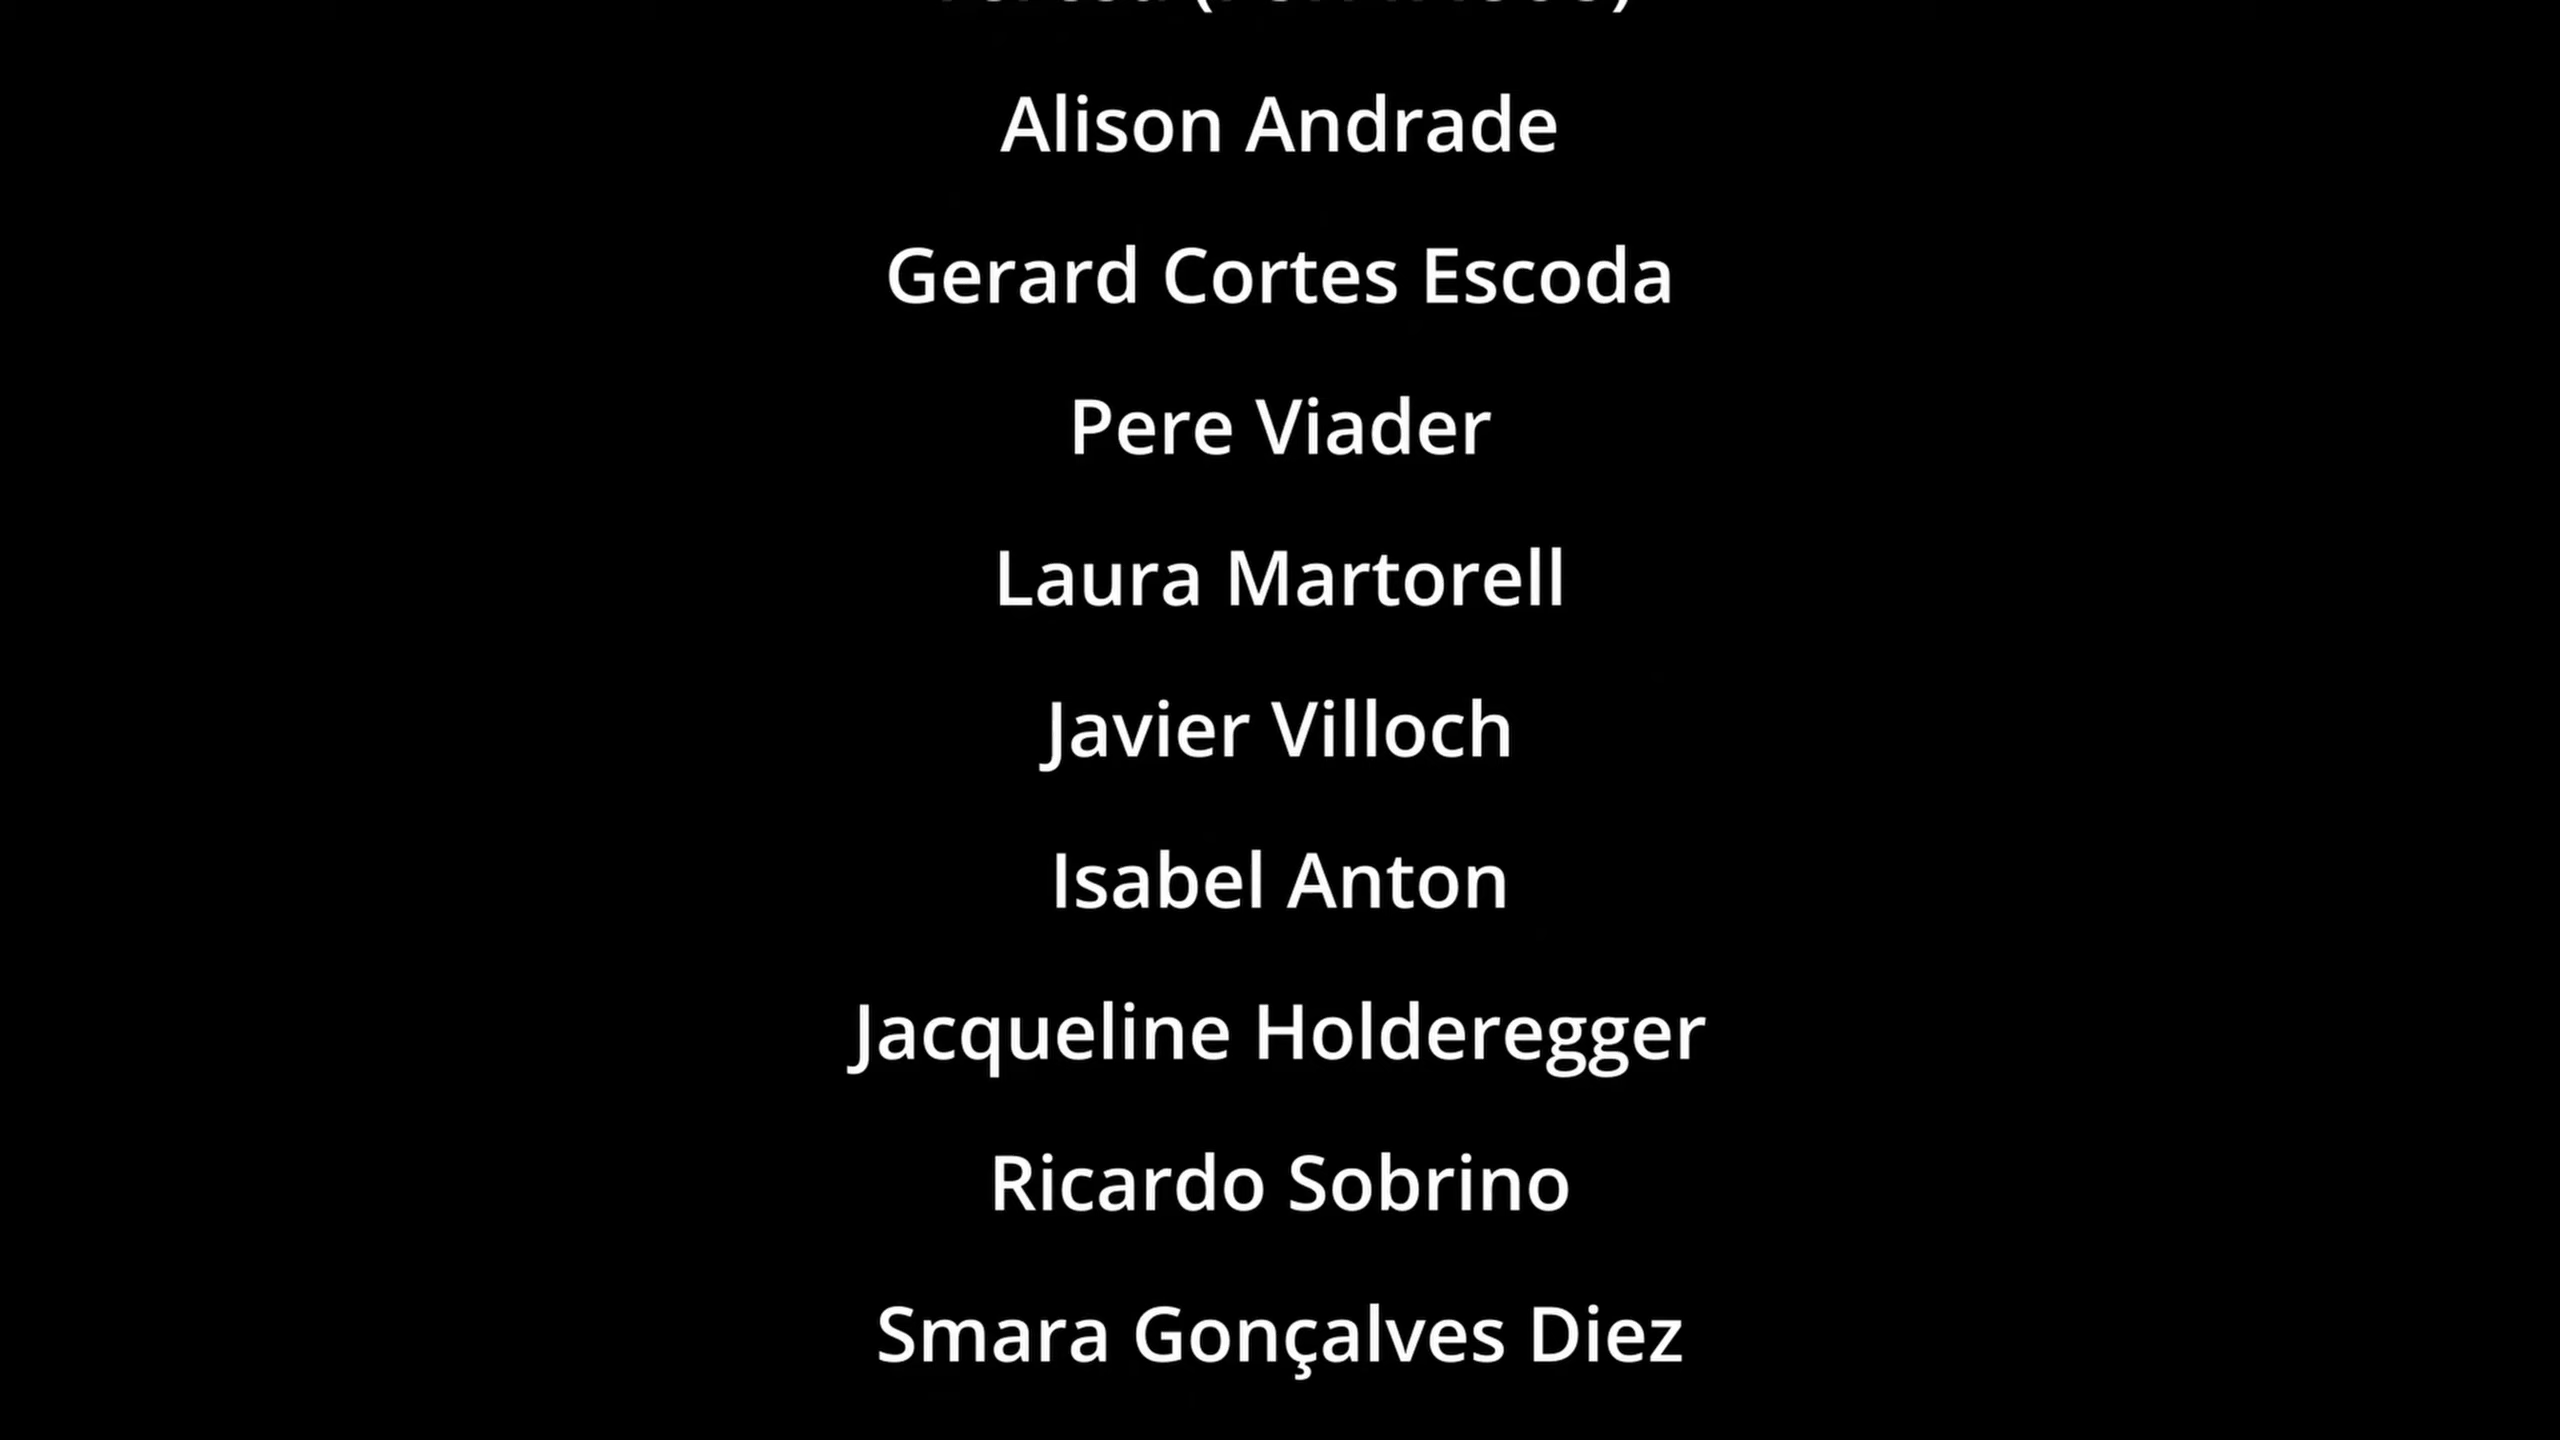 Alison Andrade
Gerard Cortes Escoda
Pere Viader
Laura Martorell
Javier Villoch
Isabel Anton
Jacqueline Holderegger
Ricardo Sobrino
Smara Gonçalves Diez